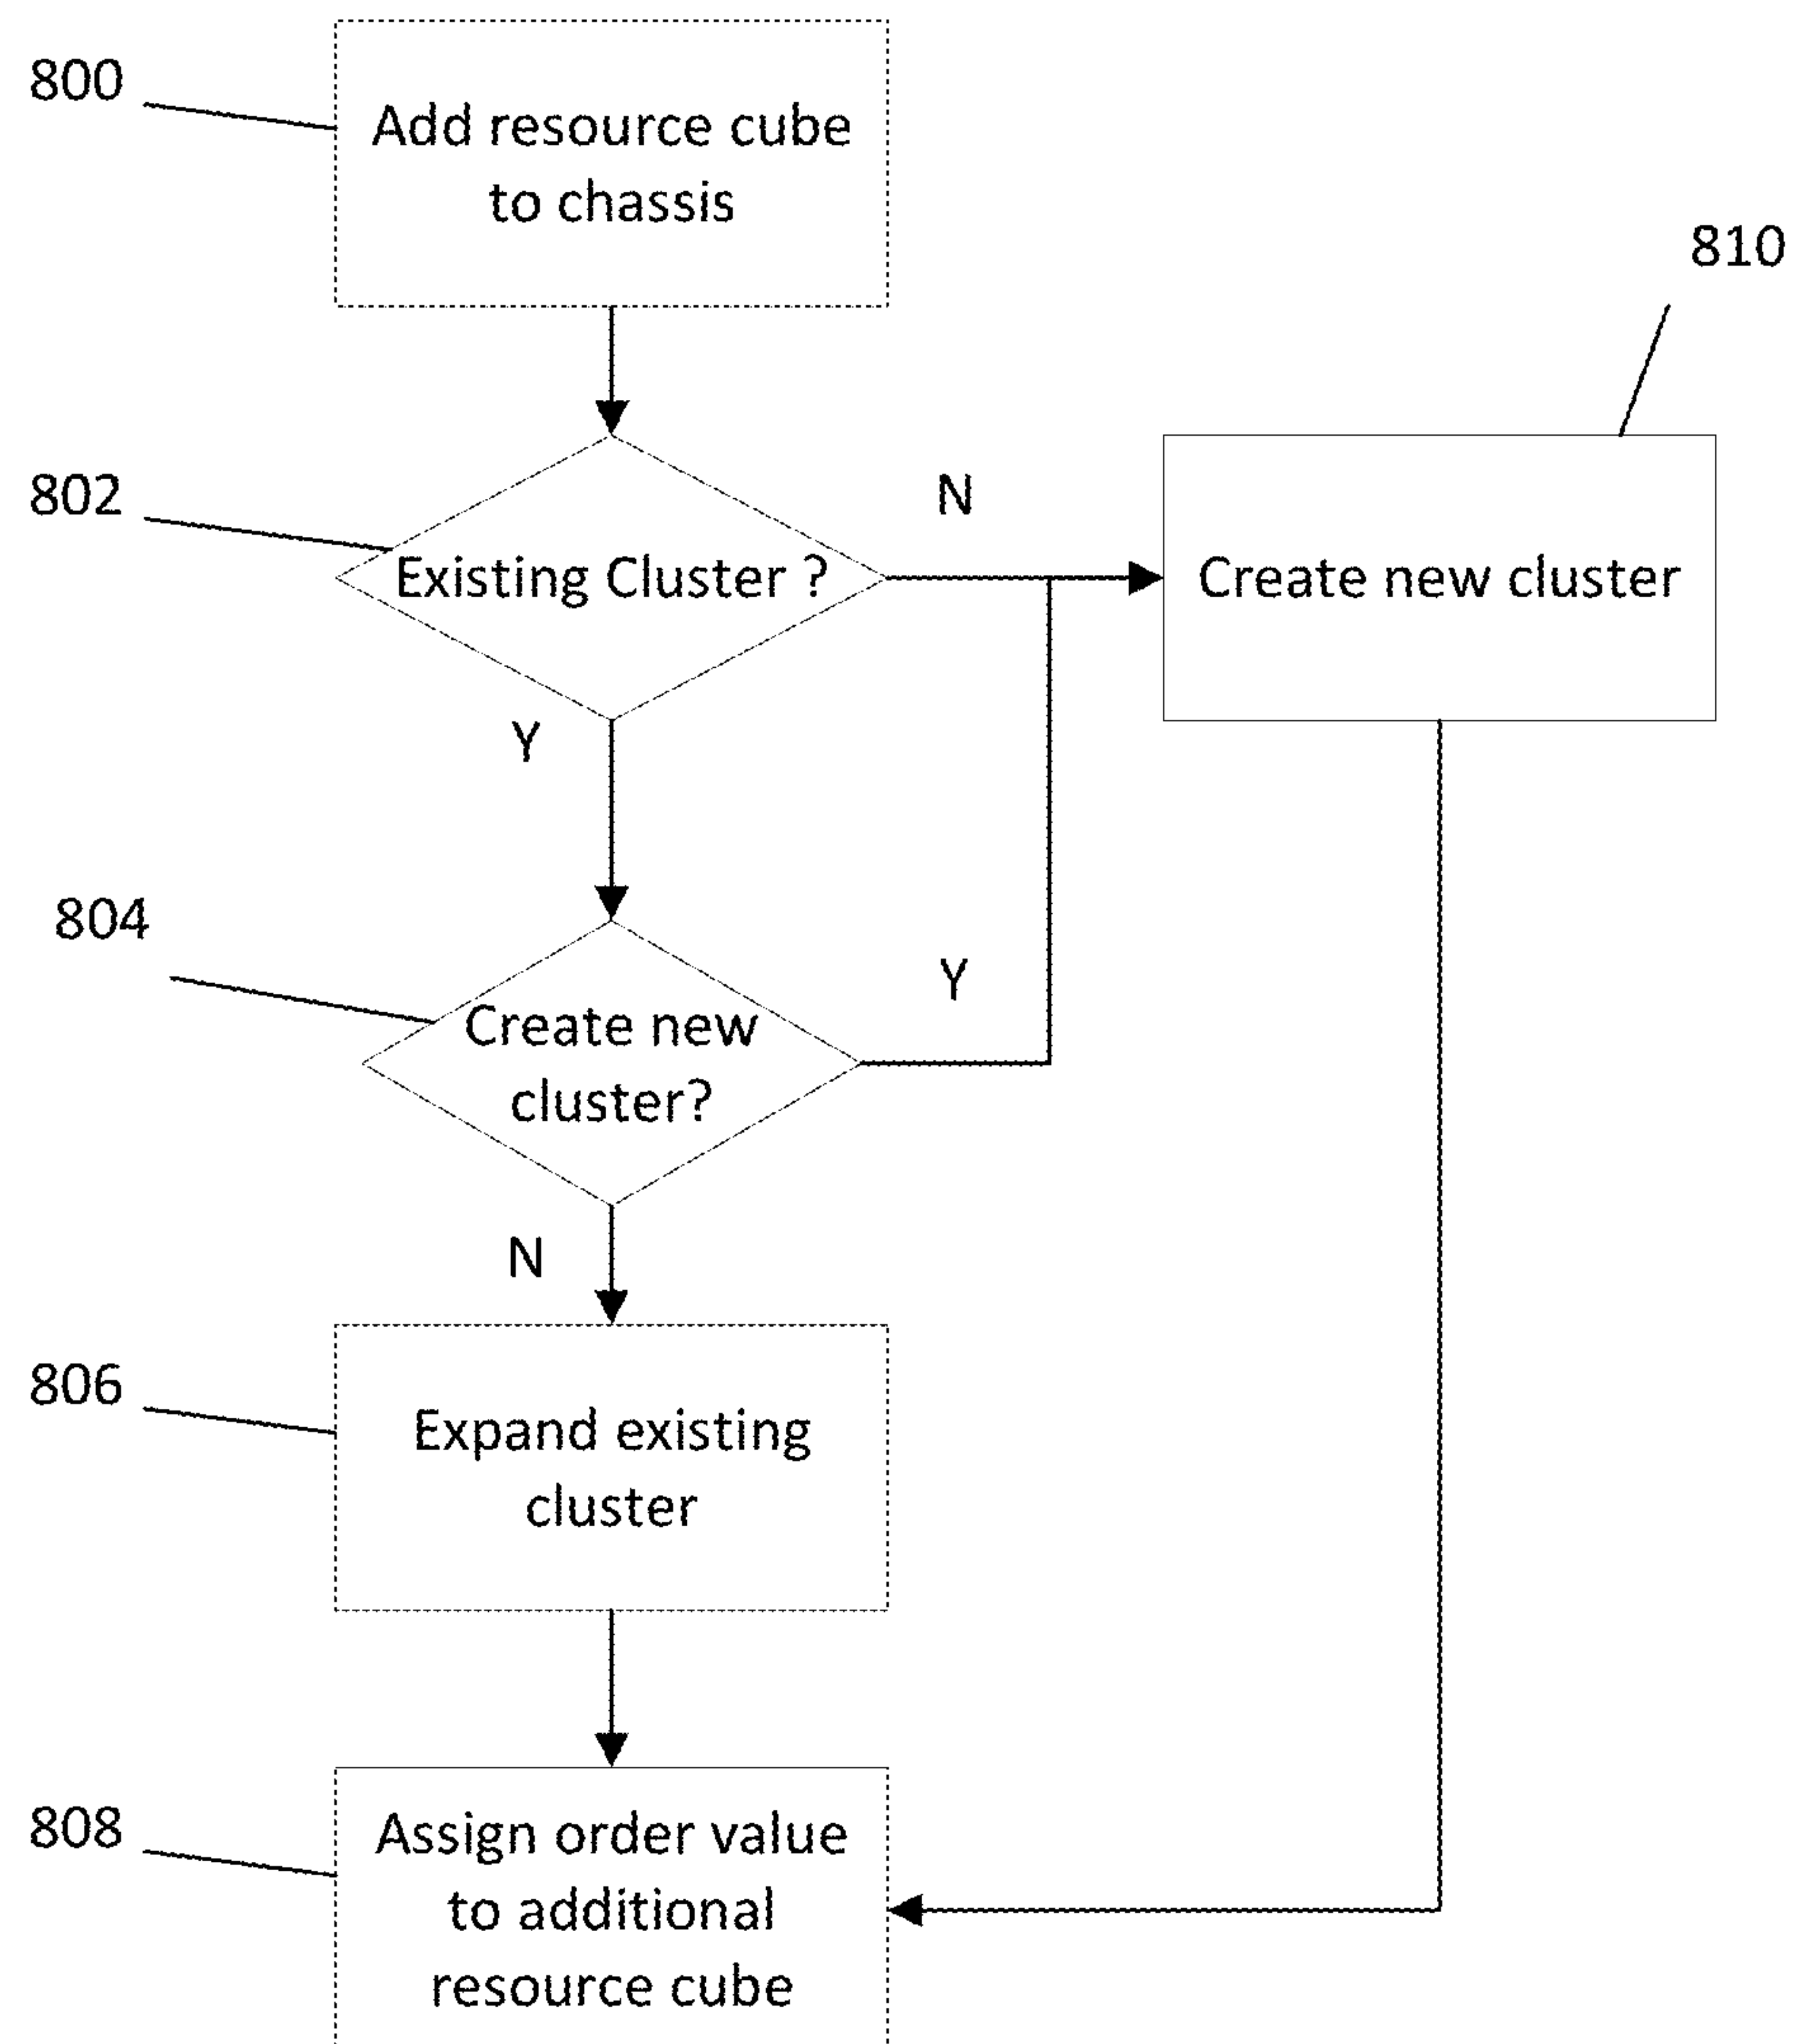 800
Add resource cube
to chassis
810
802
Existing Cluster ?
N
Create new cluster
Y
804
Create new
cluster?
Y
N
806
Expand existing
cluster
808
Assign order value
to additional
resource cube